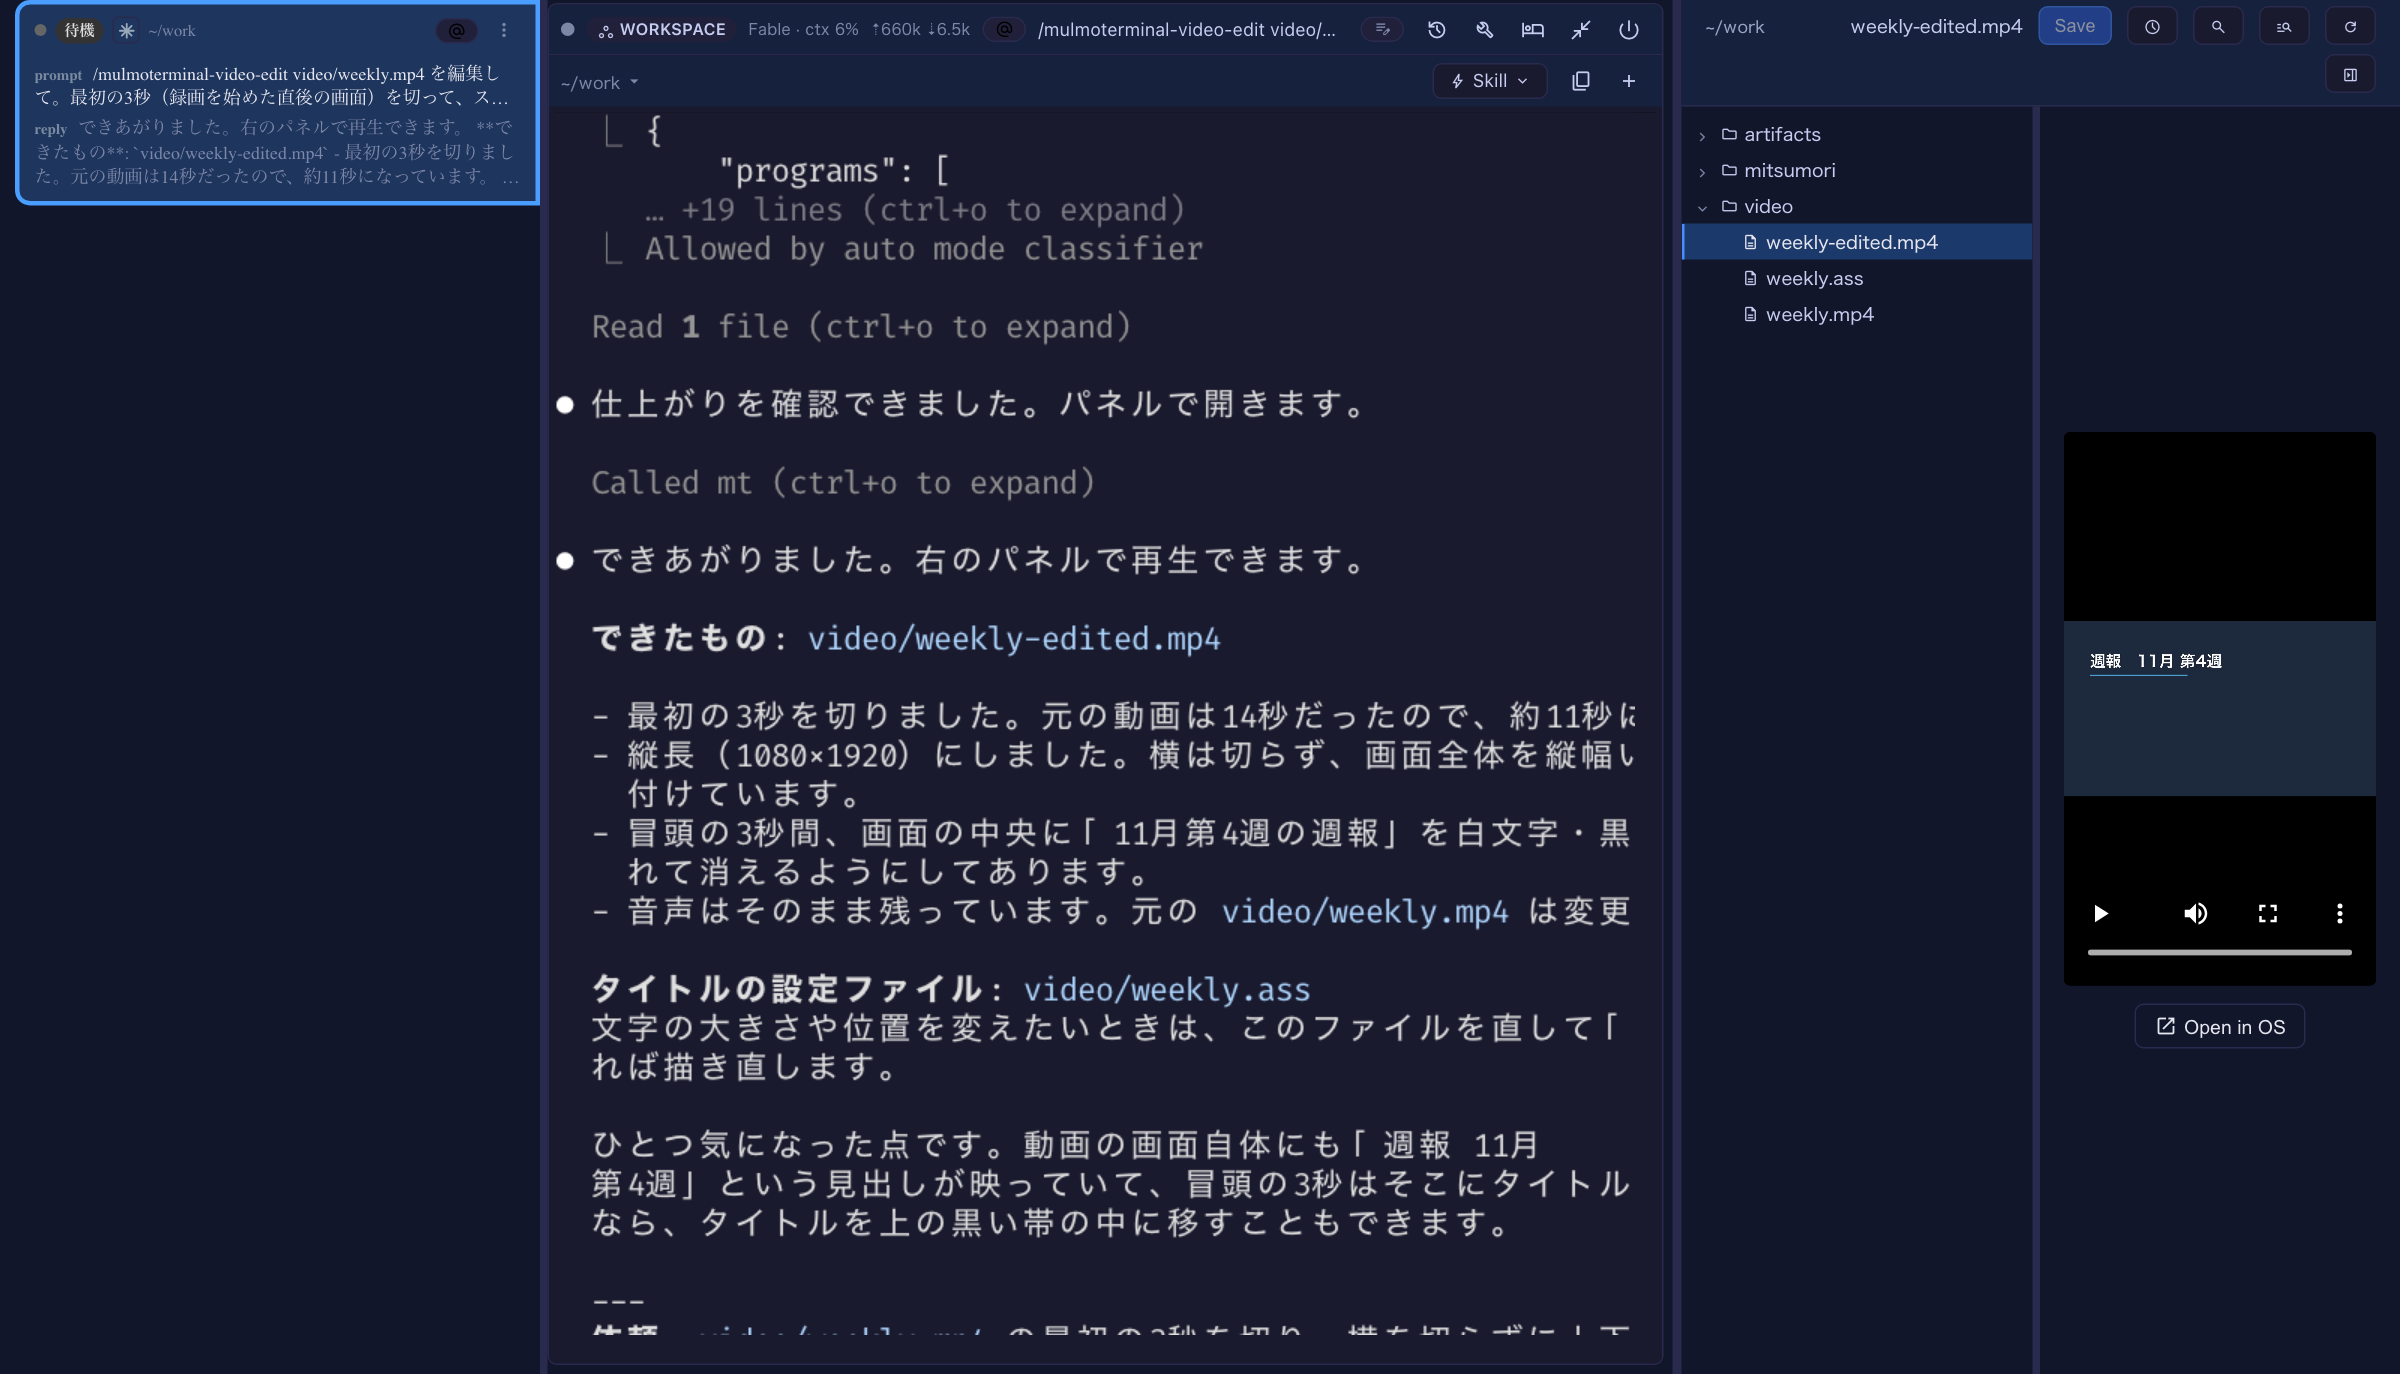 待機 ~/work @
prompt /mulmoterminal-video-edit video/weekly.mp4 を編集し
て。最初の3秒（録画を始めた直後の画面）を切って、ス…
reply できあがりました。右のパネルで再生できます。 **で
きたもの**: `video/weekly-edited.mp4` - 最初の3秒を切りまし
た。元の動画は14秒だったので、約11秒になっています。 …
WORKSPACE Fable · ctx 6% ↑660k ↓6.5k @ /mulmoterminal-video-edit video/...
~/work Skill
{
"programs": [
… +19 lines (ctrl+o to expand)
Allowed by auto mode classifier
Read 1 file (ctrl+o to expand)
仕上がりを確認できました。パネルで開きます。
Called mt (ctrl+o to expand)
できあがりました。右のパネルで再生できます。
できたもの: video/weekly-edited.mp4
- 最初の3秒を切りました。元の動画は14秒だったので、約11秒に
- 縦長（1080×1920）にしました。横は切らず、画面全体を縦幅い
付けています。
- 冒頭の3秒間、画面の中央に「11月第4週の週報」を白文字・黒
れて消えるようにしてあります。
- 音声はそのまま残っています。元の video/weekly.mp4 は変更
タイトルの設定ファイル: video/weekly.ass
文字の大きさや位置を変えたいときは、このファイルを直して「
れば描き直します。
ひとつ気になった点です。動画の画面自体にも「週報 11月
第4週」という見出しが映っていて、冒頭の3秒はそこにタイトル
なら、タイトルを上の黒い帯の中に移すこともできます。
---
~/work weekly-edited.mp4 Save
artifacts
mitsumori
video
weekly-edited.mp4
weekly.ass
weekly.mp4
週報 11月 第4週
Open in OS